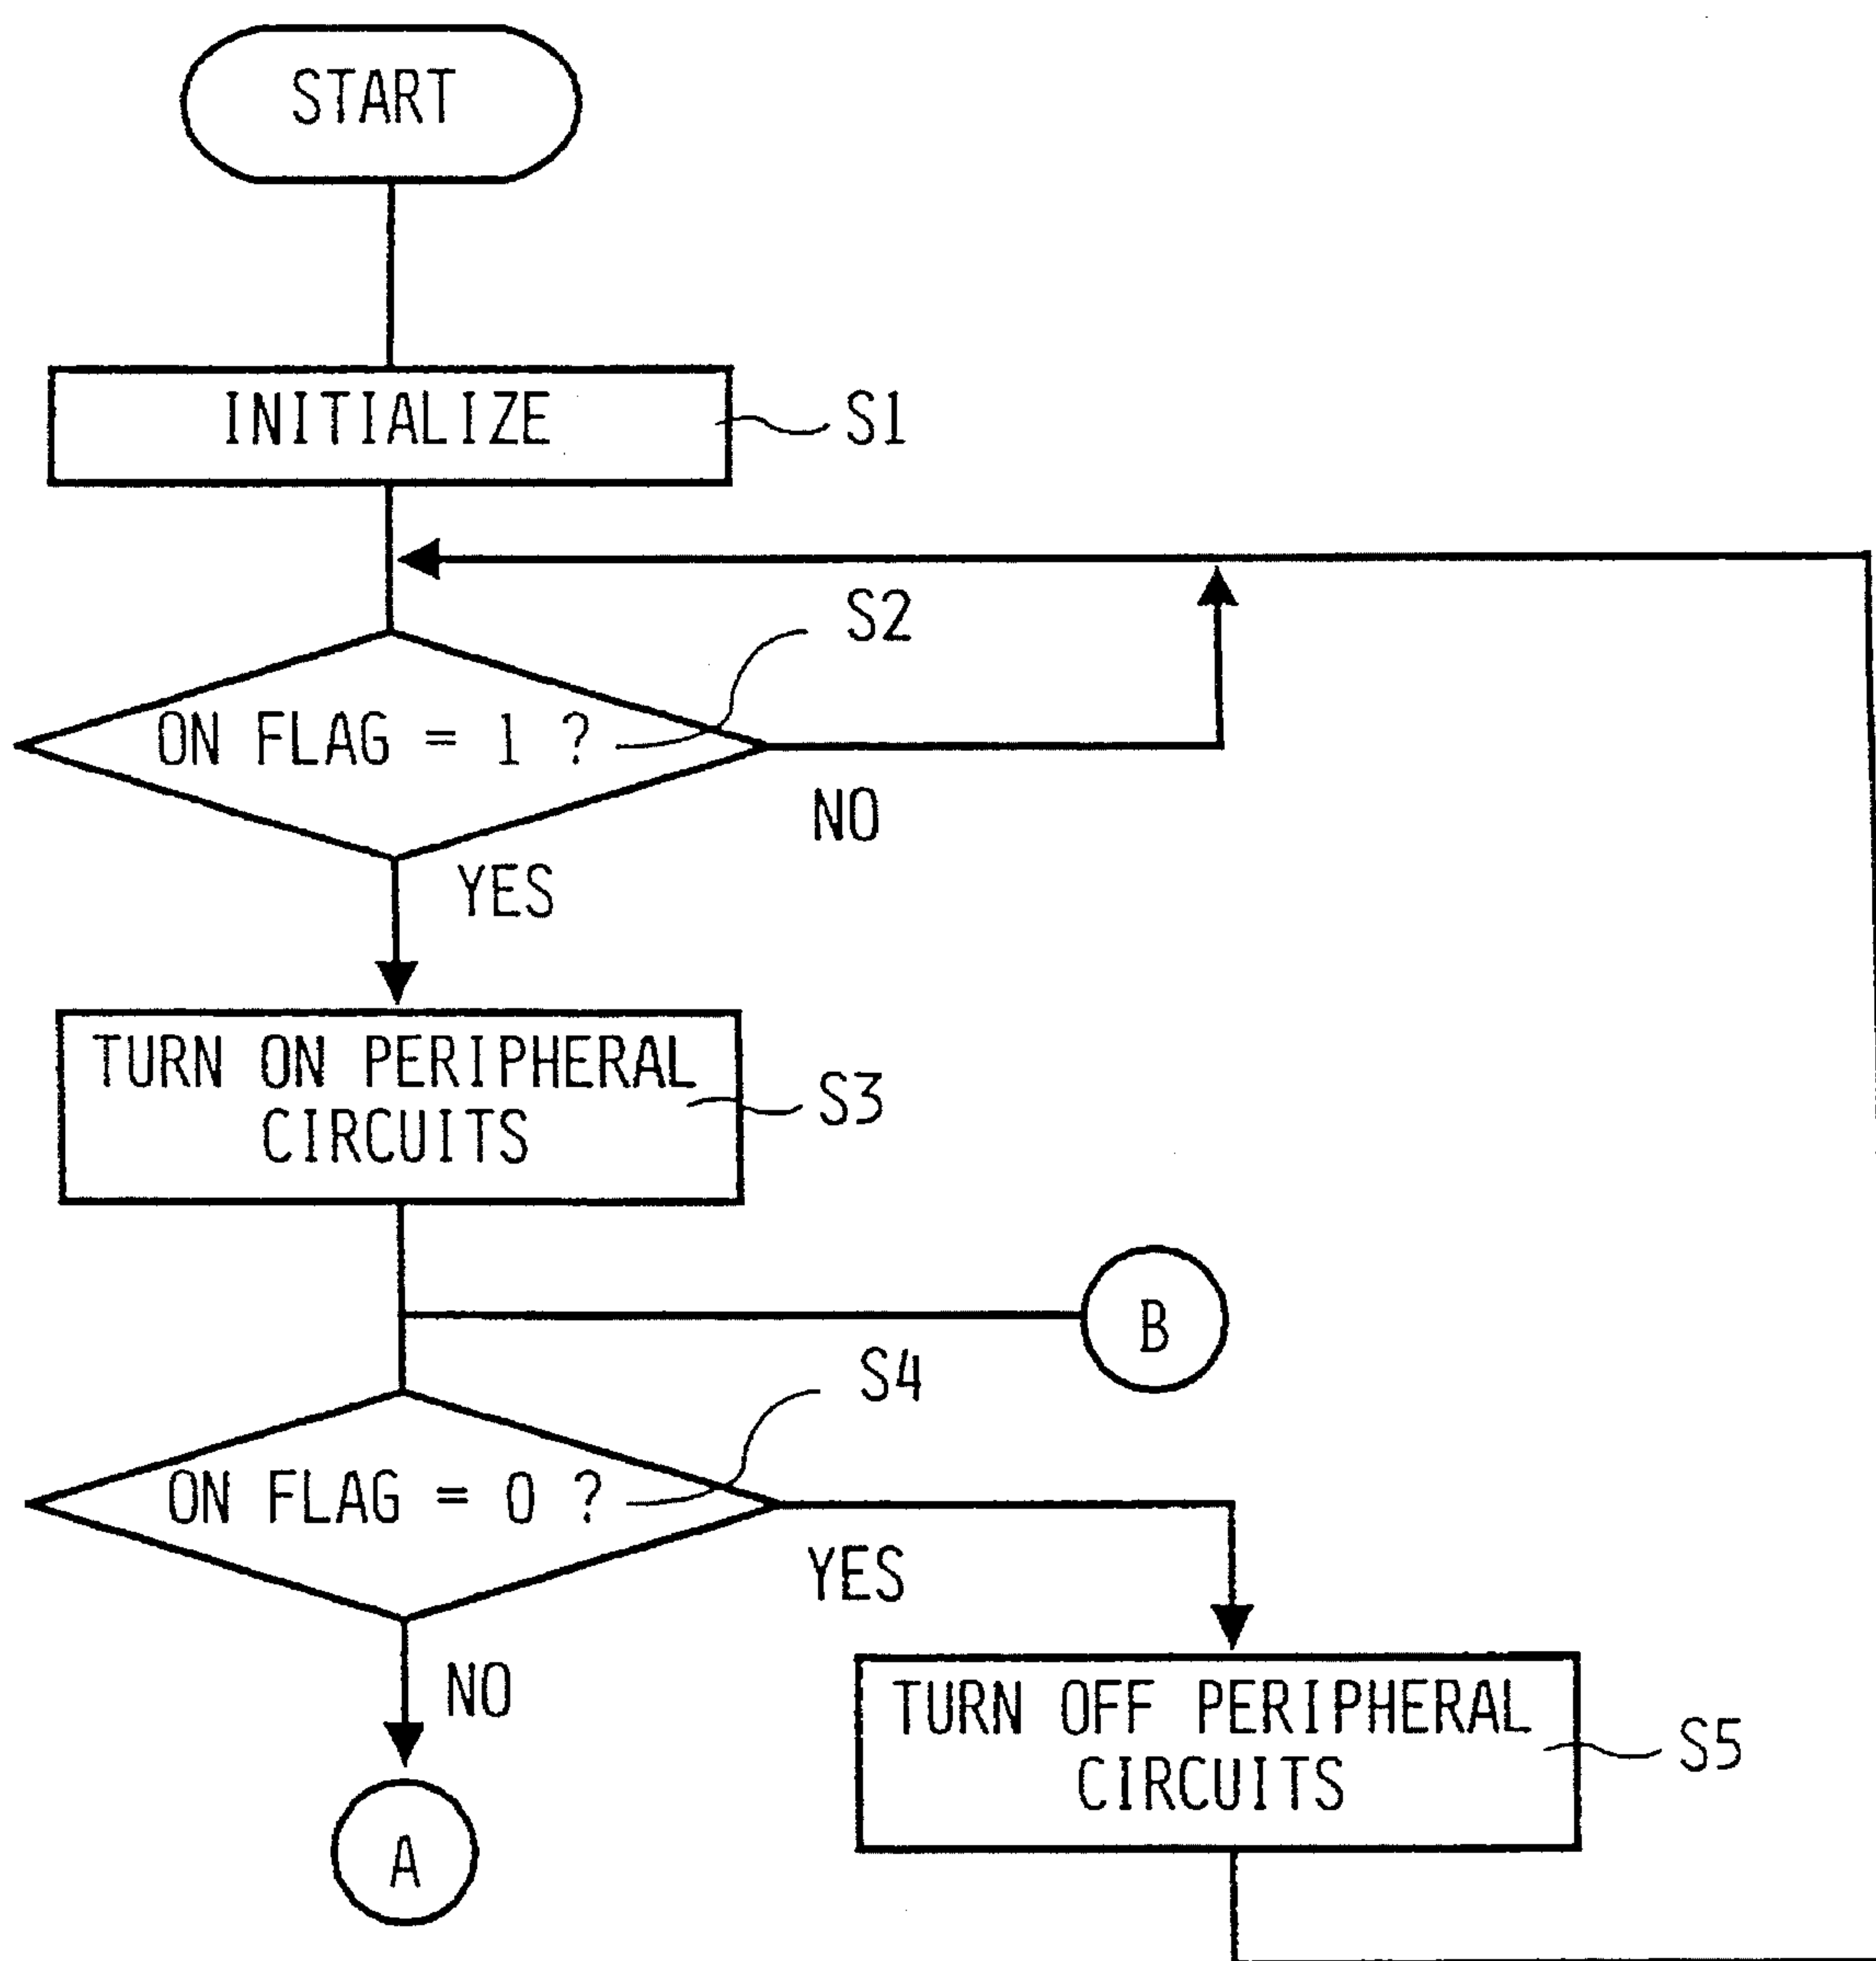 START
INITIALIZE
S1
S2
ON FLAG = 1 ?
NO
YES
TURN ON PERIPHERAL
CIRCUITS
S3
B
S4
ON FLAG = 0 ?
YES
NO
TURN OFF PERIPHERAL
CIRCUITS
S5
A